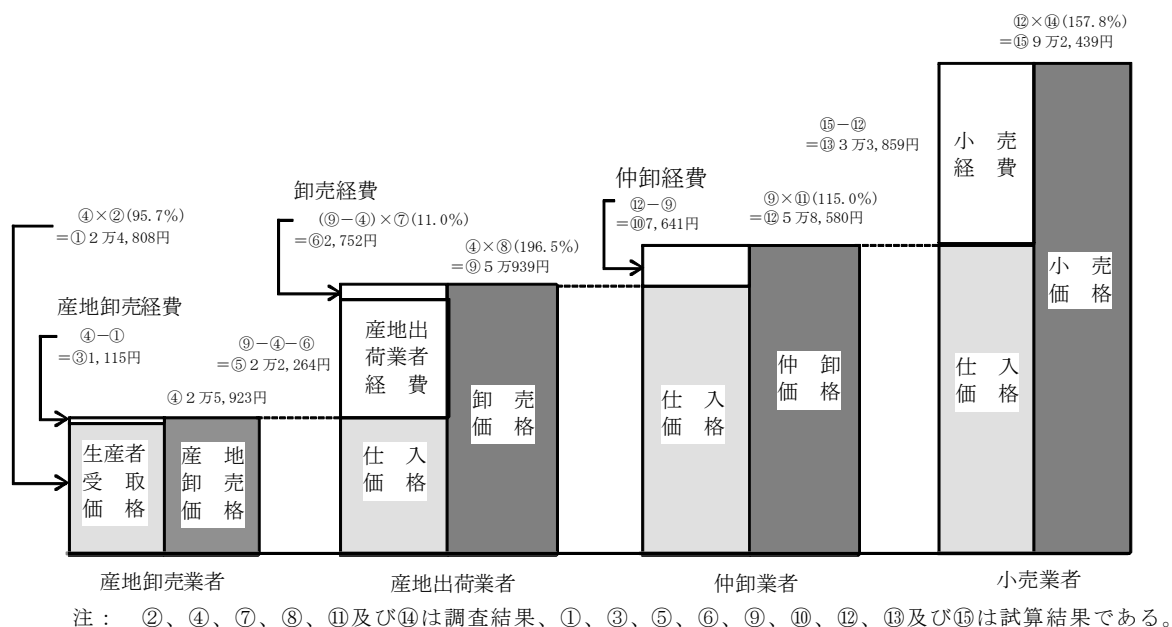 ⑫×⑭(157.8%)
＝⑮９万2,439円
⑮－⑫
＝⑬３万3,859円
小　売
経　費
小　売
価　格
仕　入
価　格
小売業者
仲卸経費
⑫－⑨
＝⑩7,641円
⑨×⑪(115.0%)
＝⑫５万8,580円
仕　入
価　格
仲　卸
価　格
仲卸業者
卸売経費
(⑨－④)×⑦(11.0%)
＝⑥2,752円
④×⑧(196.5%)
＝⑨５万939円
⑨－④－⑥
＝⑤２万2,264円
産地出
荷業者
経　費
卸　売
価　格
仕　入
価　格
産地出荷業者
④×②(95.7%)
＝①２万4,808円
産地卸売経費
④－①
＝③1,115円
④２万5,923円
生産者
受　取
価　格
産　地
卸　売
価　格
産地卸売業者
注：　②、④、⑦、⑧、⑪及び⑭は調査結果、①、③、⑤、⑥、⑨、⑩、⑫、⑬及び⑮は試算結果である。